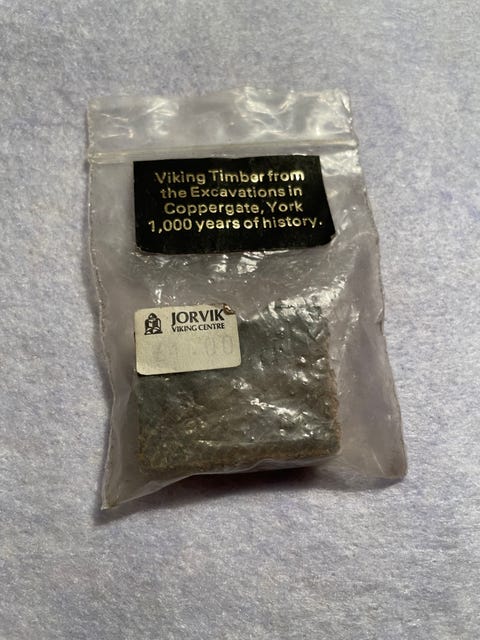 Viking Timber from
the Excavations in
Coppergate, York
1,000 years of history.
JORVIK
VIKING CENTRE